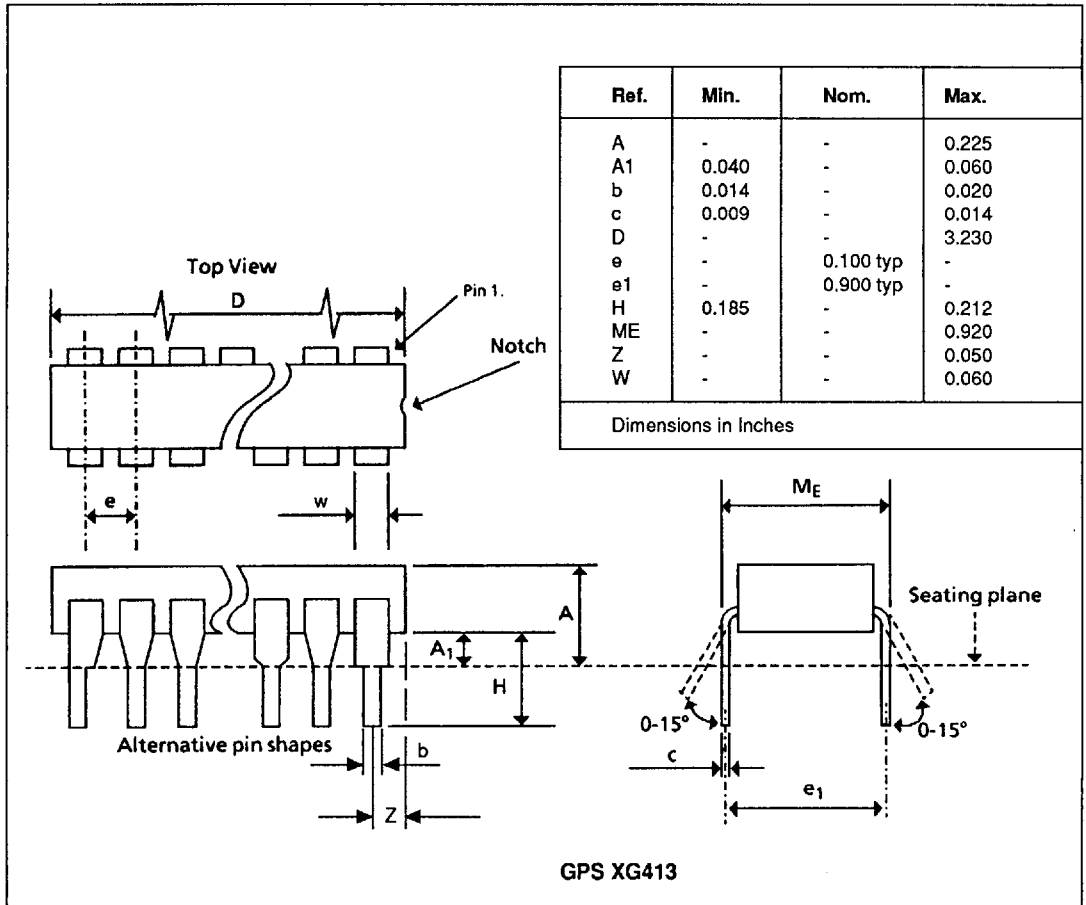 Ref. Min. Nom. Max.
A - - 0.225
A1 0.040 - 0.060
b 0.014 - 0.020
c 0.009 - 0.014
D - - 3.230
e - 0.100 typ -
e1 - 0.900 typ -
H 0.185 - 0.212
ME - - 0.920
Z - - 0.050
W - - 0.060
Dimensions in Inches
Top View
D
Pin 1.
Notch
e
w
ME
A
Seating plane
A1
H
0-15°
0-15°
Alternative pin shapes
b
c
e1
Z
GPS XG413